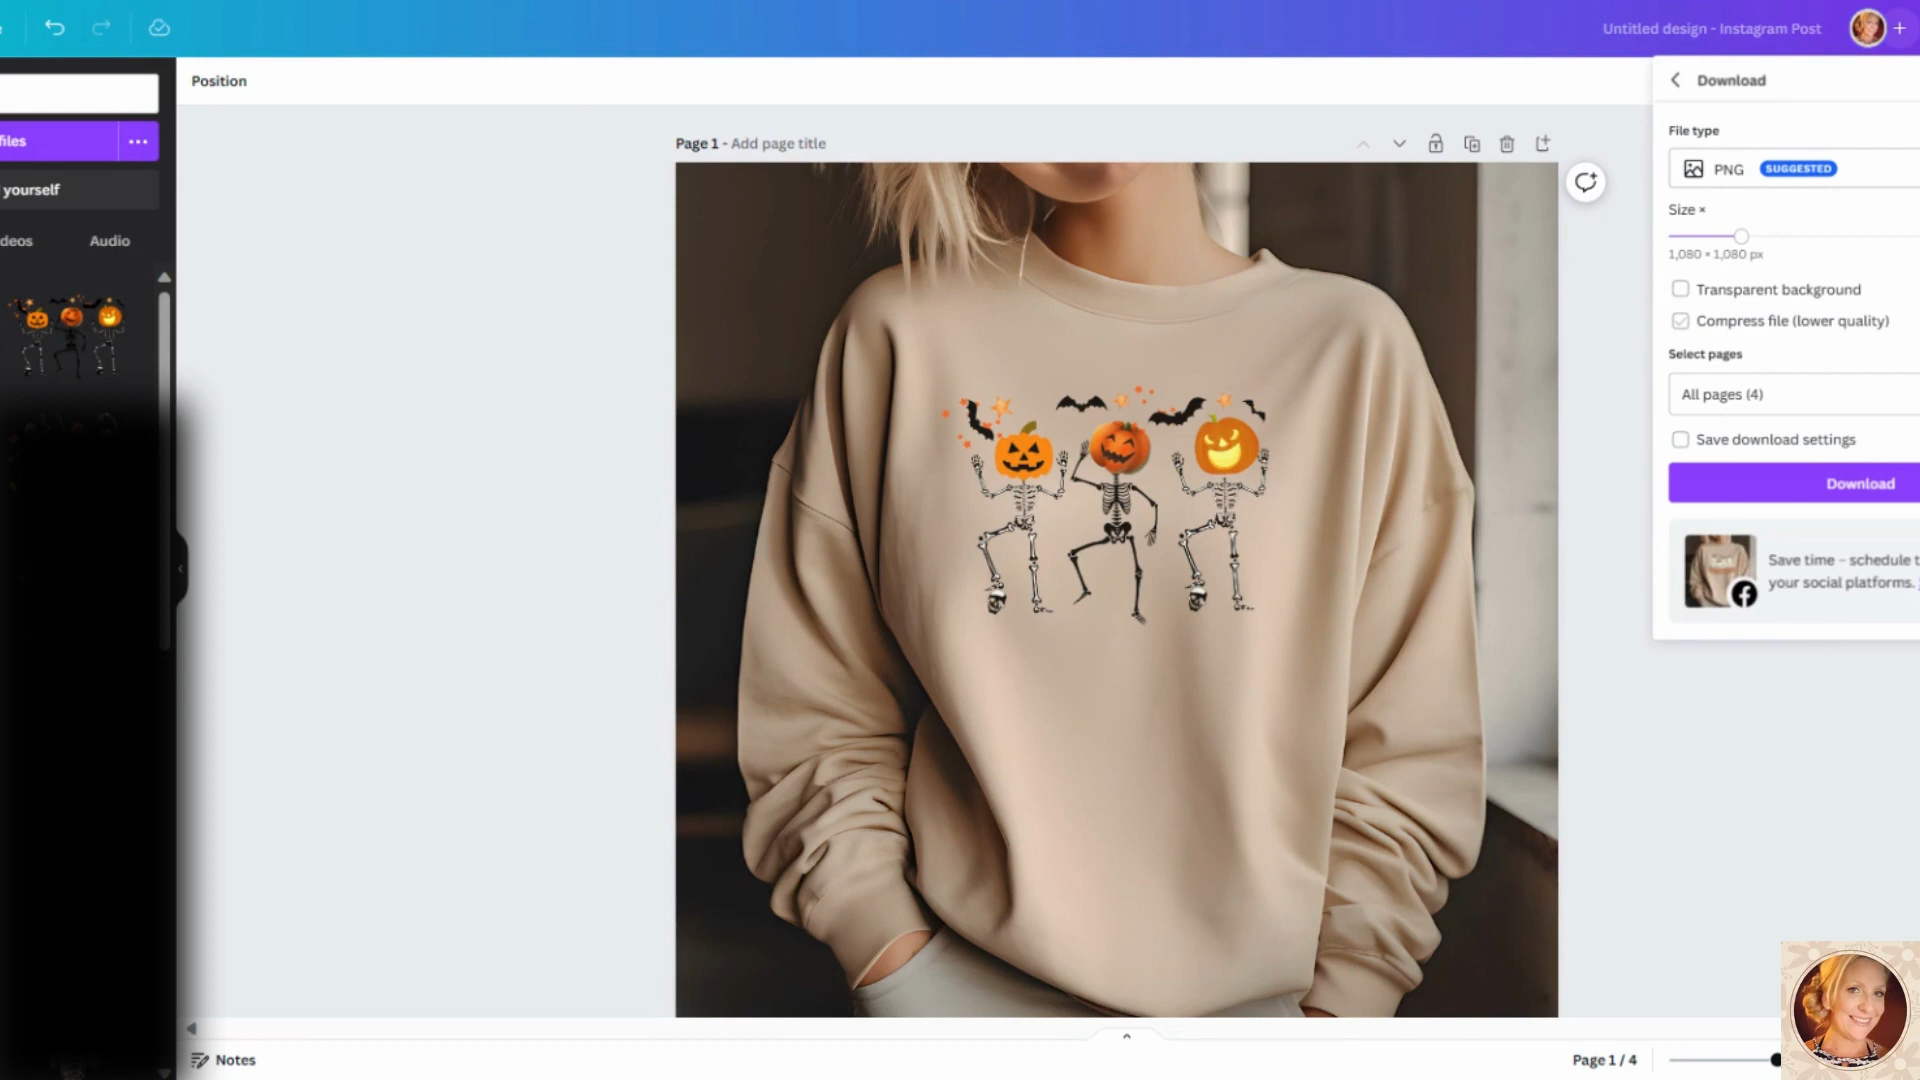 Untitled design - Instagram Post
Position
Download
files
yourself
Audio
Page 1 - Add page title
File type
PNG SUGGESTED
Size ×
1,080 × 1,080 px
Transparent background
Compress file (lower quality)
Select pages
All pages (4)
Save download settings
Download
Save time – schedule
your social platforms.
Notes
Page 1 / 4